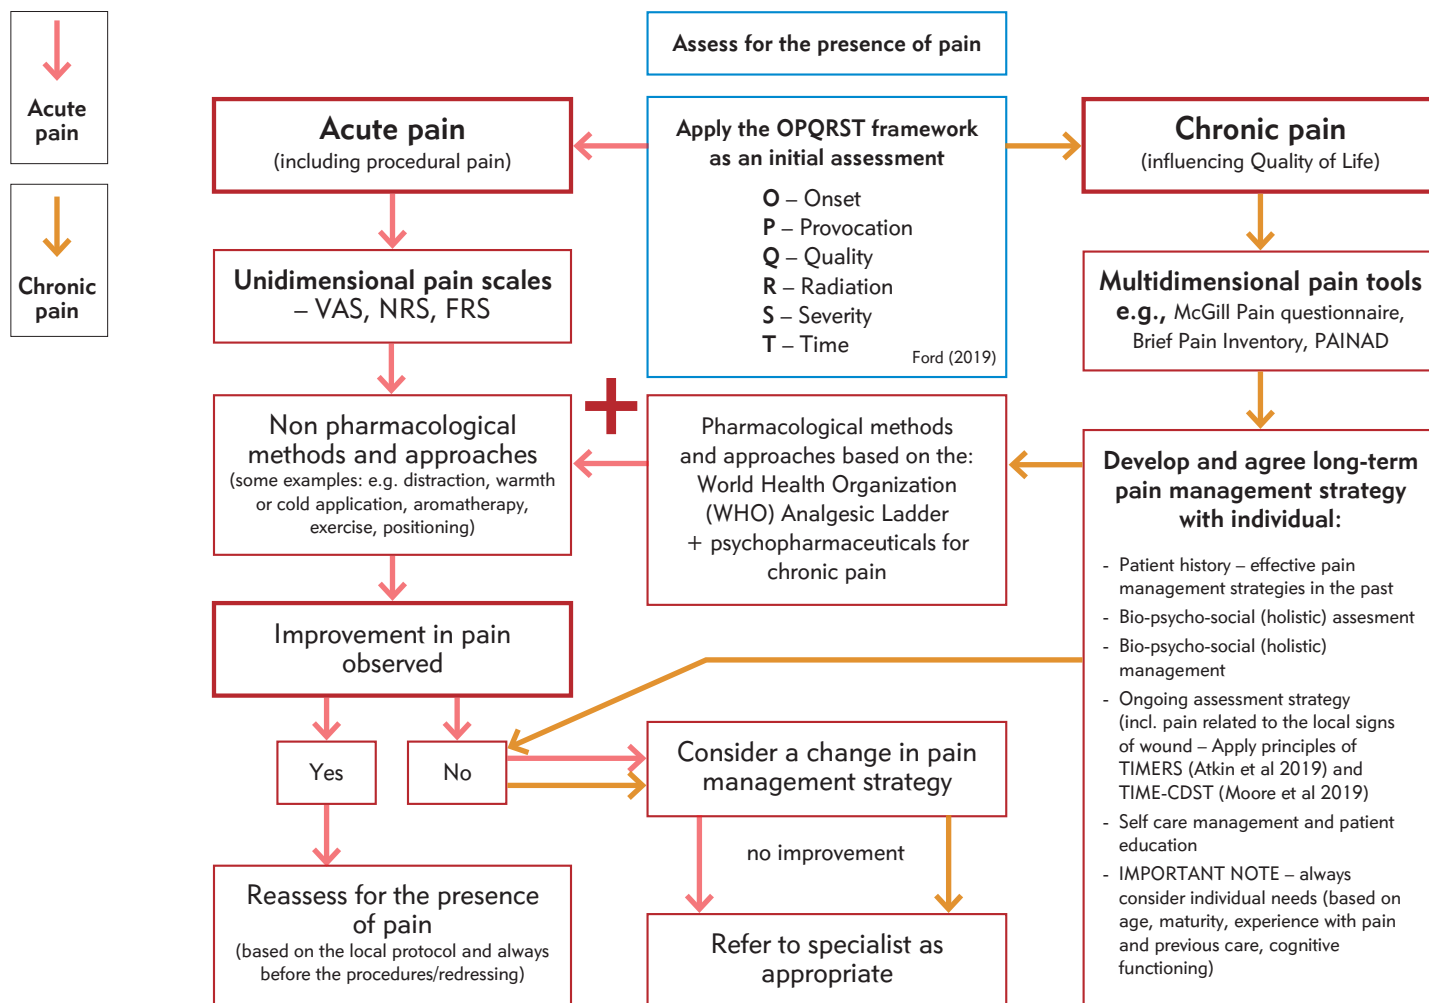 Acute
pain
Chronic
pain
Assess for the presence of pain
Acute pain
(including procedural pain)
Apply the OPQRST framework
as an initial assessment
O – Onset
P – Provocation
Q – Quality
R – Radiation
S – Severity
T – Time
Ford (2019)
Chronic pain
(influencing Quality of Life)
Unidimensional pain scales
– VAS, NRS, FRS
Multidimensional pain tools
e.g., McGill Pain questionnaire,
Brief Pain Inventory, PAINAD
Non pharmacological
methods and approaches
(some examples: e.g. distraction, warmth
or cold application, aromatherapy,
exercise, positioning)
+
Pharmacological methods
and approaches based on the:
World Health Organization
(WHO) Analgesic Ladder
+ psychopharmaceuticals for
chronic pain
Develop and agree long-term
pain management strategy
with individual:
- Patient history – effective pain
management strategies in the past
- Bio-psycho-social (holistic) assesment
- Bio-psycho-social (holistic)
management
- Ongoing assessment strategy
(incl. pain related to the local signs
of wound – Apply principles of
TIMERS (Atkin et al 2019) and
TIME-CDST (Moore et al 2019)
- Self care management and patient
education
- IMPORTANT NOTE – always
consider individual needs (based on
age, maturity, experience with pain
and previous care, cognitive
functioning)
Improvement in pain
observed
Yes
No
Consider a change in pain
management strategy
no improvement
Reassess for the presence
of pain
(based on the local protocol and always
before the procedures/redressing)
Refer to specialist as
appropriate